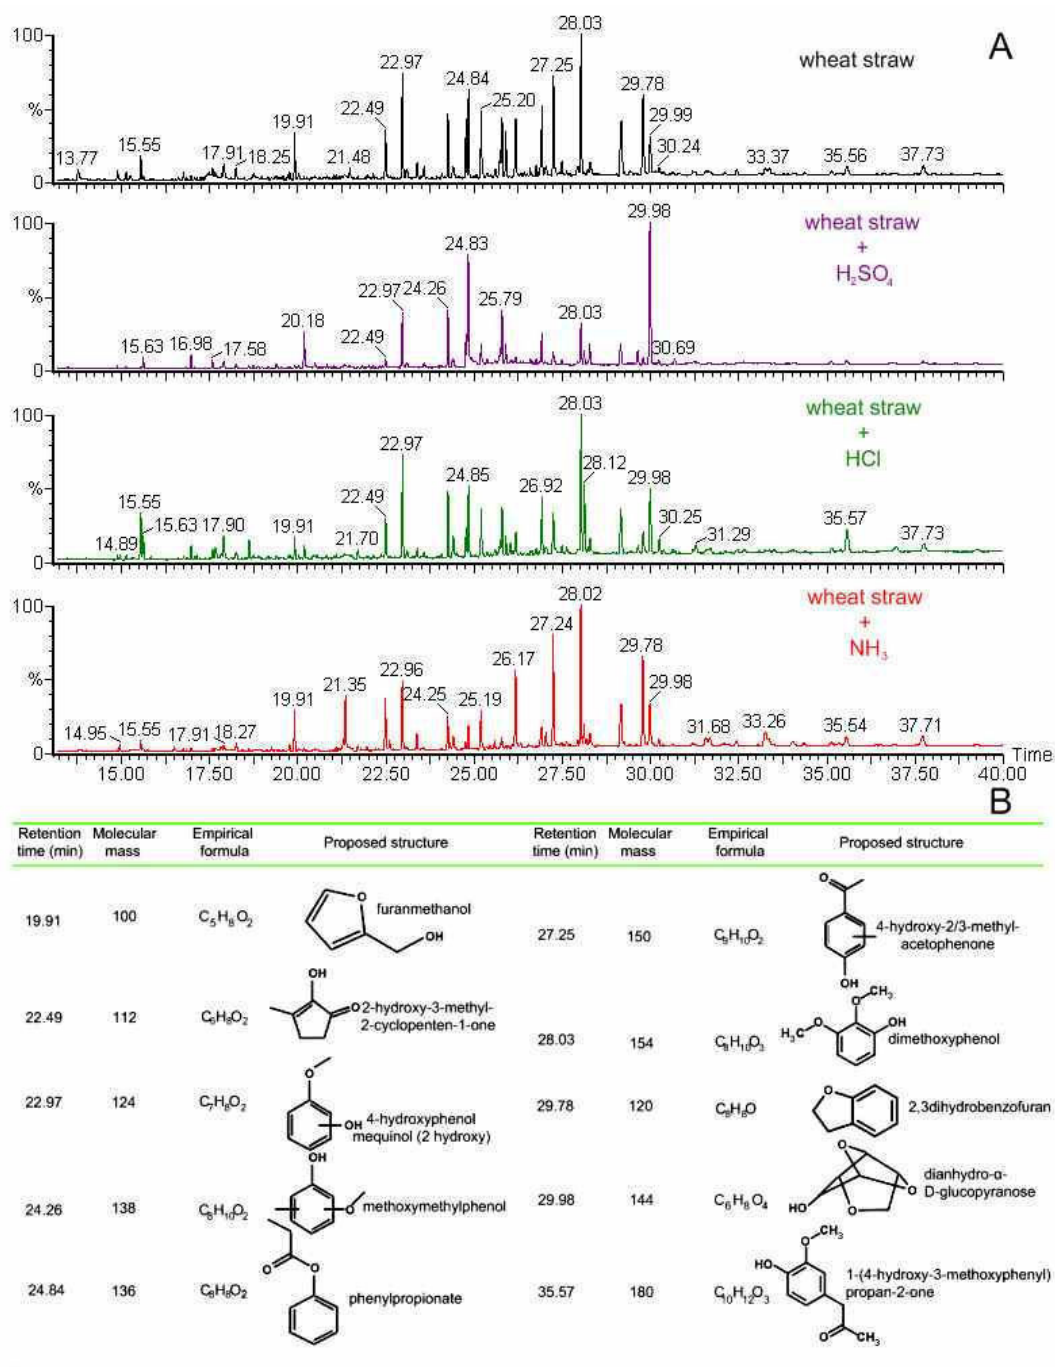 A
wheat straw
100
%
0
13.77
15.55
17.91
18.25
19.91
21.48
22.49
22.97
24.84
25.20
27.25
28.03
29.78
29.99
30.24
33.37
35.56
37.73
wheat straw
+
H₂SO₄
100
%
0
15.63
16.98
17.58
20.18
22.49
22.97
24.26
24.83
25.79
28.03
29.98
30.69
wheat straw
+
HCl
100
%
0
14.89
15.55
15.63
17.90
19.91
21.70
22.49
22.97
24.85
26.92
28.03
28.12
29.98
30.25
31.29
35.57
37.73
wheat straw
+
NH₃
100
%
0
14.95
15.55
17.91
18.27
19.91
21.35
22.96
24.25
25.19
26.17
27.24
28.02
29.78
29.98
31.68
33.26
35.54
37.71
Time
15.00 17.50 20.00 22.50 25.00 27.50 30.00 32.50 35.00 37.50 40.00
B
Retention time (min) Molecular mass Empirical formula Proposed structure
19.91 100 C₅H₈O₂
O
OH
furanmethanol
22.49 112 C₆H₈O₂
OH
O
2-hydroxy-3-methyl-
2-cyclopenten-1-one
22.97 124 C₇H₈O₂
O
OH
4-hydroxyphenol
mequinol (2 hydroxy)
24.26 138 C₈H₁₀O₂
OH
O
methoxymethylphenol
24.84 136 C₈H₈O₂
O
O
phenylpropionate
Retention time (min) Molecular mass Empirical formula Proposed structure
27.25 150 C₉H₁₀O₂
O
OH
4-hydroxy-2/3-methyl-
acetophenone
28.03 154 C₈H₁₀O₃
O CH₃
H₃C O
OH
dimethoxyphenol
29.78 120 C₈H₈O
O
2,3dihydrobenzofuran
29.98 144 C₆H₈O₄
O
O
HO
O
dianhydro-α-
D-glucopyranose
35.57 180 C₁₀H₁₂O₃
O CH₃
HO
O CH₃
1-(4-hydroxy-3-methoxyphenyl)
propan-2-one